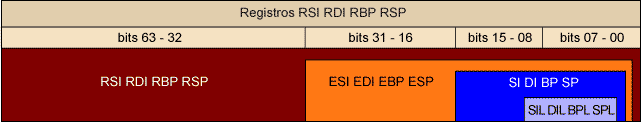 Registros RSI RDI RBP RSP
bits 63 - 32 bits 31 - 16 bits 15 - 08 bits 07 - 00
RSI RDI RBP RSP ESI EDI EBP ESP SI DI BP SP
SIL DIL BPL SPL